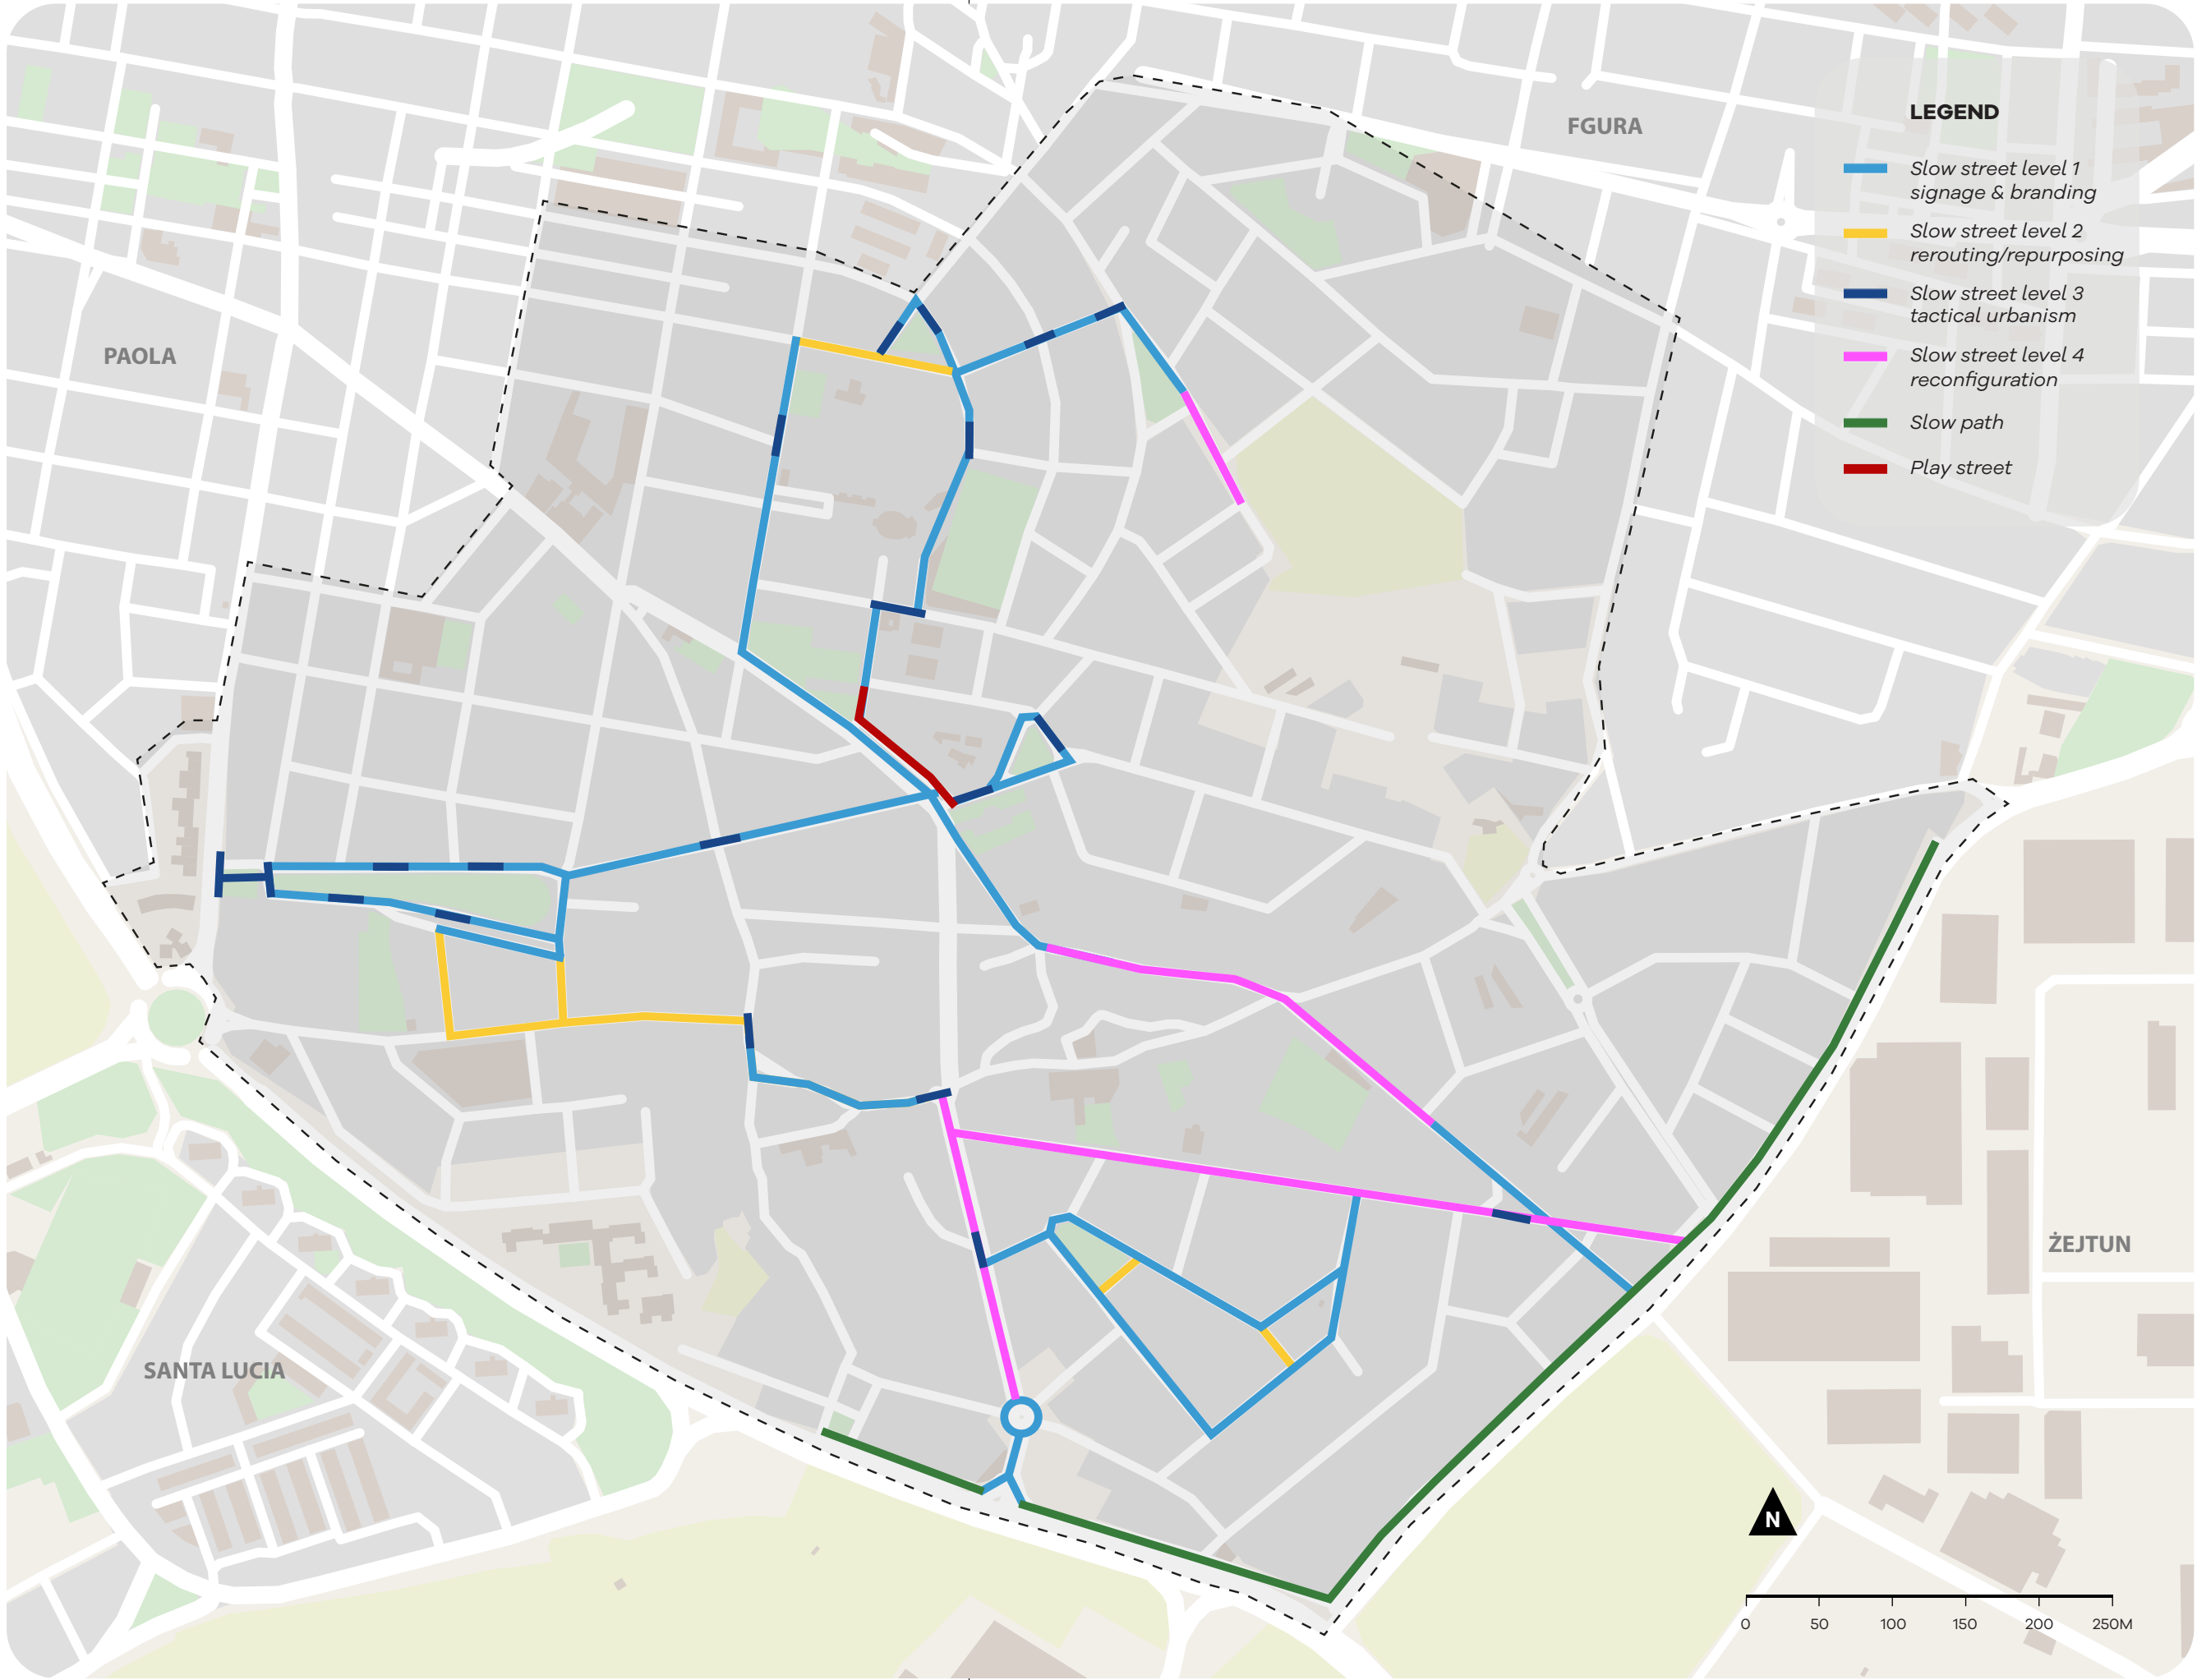 FGURA
PAOLA
ŻEJTUN
SANTA LUCIA
LEGEND
Slow street level 1
signage & branding
Slow street level 2
rerouting/repurposing
Slow street level 3
tactical urbanism
Slow street level 4
reconfiguration
Slow path
Play street
N
0 50 100 150 200 250M